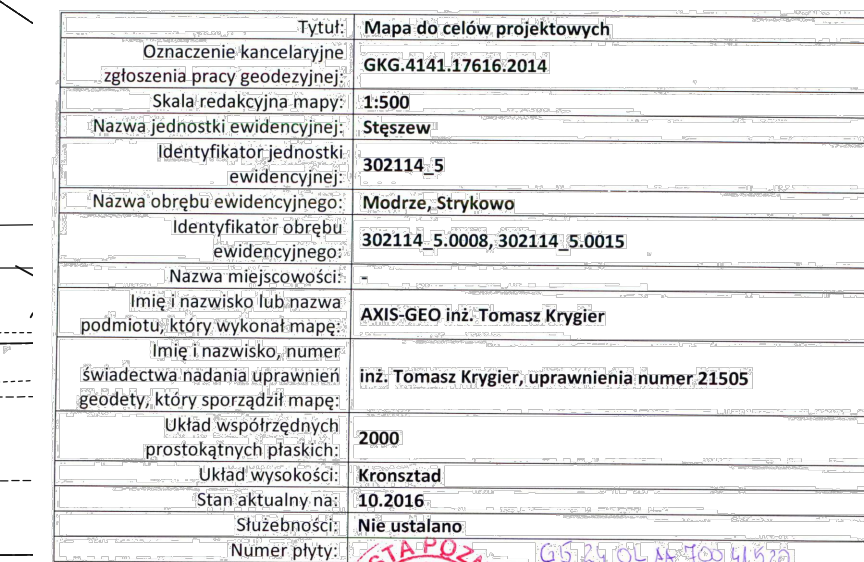 Tytuł: Mapa do celów projektowych
Oznaczenie kancelaryjne
zgłoszenia pracy geodezyjnej: GKG.4141.17616.2014
Skala redakcyjna mapy: 1:500
Nazwa jednostki ewidencyjnej: Stęszew
Identyfikator jednostki
ewidencyjnej: 302114_5
Nazwa obrębu ewidencyjnego: Modrze, Strykowo
Identyfikator obrębu
ewidencyjnego: 302114_5.0008, 302114_5.0015
Nazwa miejscowości: -
Imię i nazwisko lub nazwa
podmiotu, który wykonał mapę: AXIS-GEO inż. Tomasz Krygier
Imię i nazwisko, numer
świadectwa nadania uprawnień
geodety, który sporządził mapę: inż. Tomasz Krygier, uprawnienia numer 21505
Układ współrzędnych
prostokątnych płaskich: 2000
Układ wysokości: Kronsztad
Stan aktualny na: 10.2016
Służebności: Nie ustalano
Numer płyty: